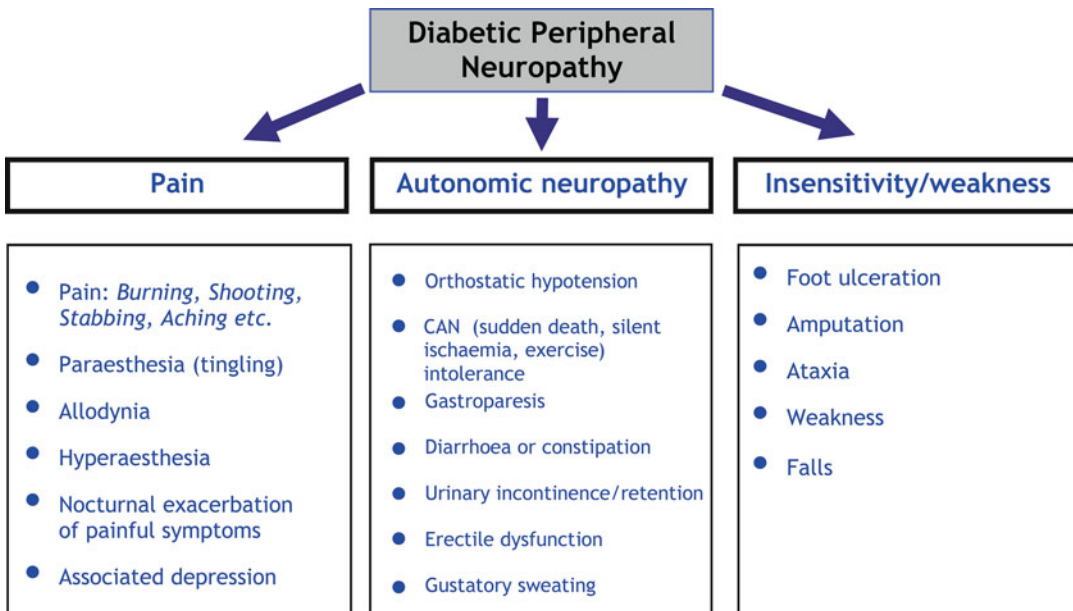 Diabetic Peripheral
Neuropathy
Pain
● Pain: Burning, Shooting,
Stabbing, Aching etc.
● Paraesthesia (tingling)
● Allodynia
● Hyperaesthesia
● Nocturnal exacerbation
of painful symptoms
● Associated depression
Autonomic neuropathy
● Orthostatic hypotension
● CAN (sudden death, silent
ischaemia, exercise)
intolerance
● Gastroparesis
● Diarrhoea or constipation
● Urinary incontinence/retention
● Erectile dysfunction
● Gustatory sweating
Insensitivity/weakness
● Foot ulceration
● Amputation
● Ataxia
● Weakness
● Falls